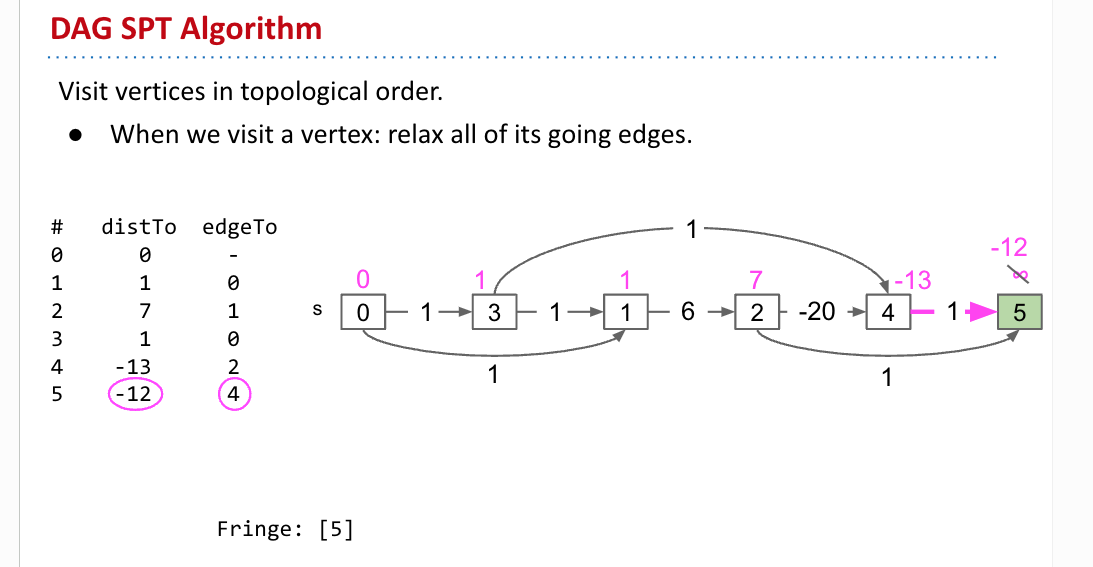 DAG SPT Algorithm
Visit vertices in topological order.
● When we visit a vertex: relax all of its going edges.
# distTo edgeTo
0 0 -
1 1 0
2 7 1
3 1 0
4 -13 2
5 -12 4
1
-12
0 1 1 7 -13 ∞
s 0 1 3 1 1 6 2 -20 4 1 5
1 1
Fringe: [5]